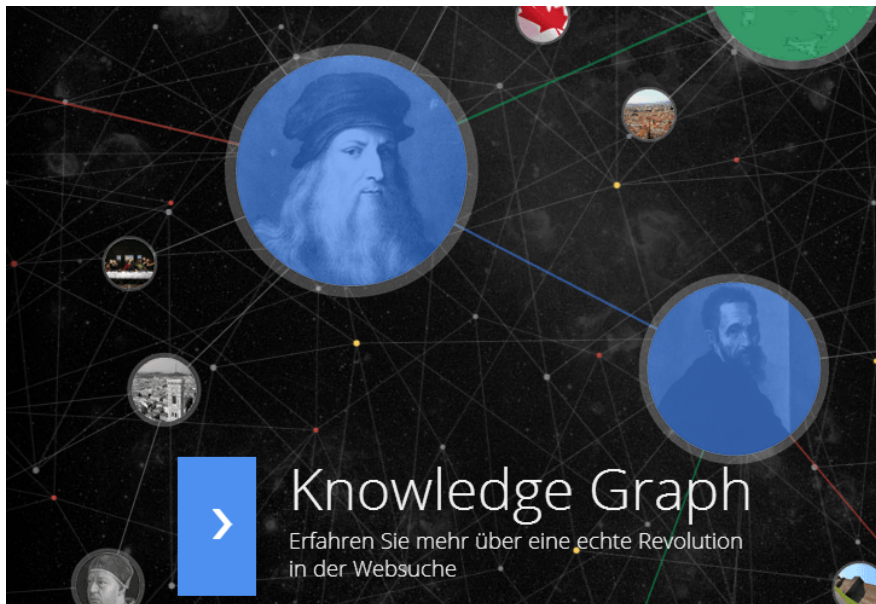 Knowledge Graph
Erfahren Sie mehr über eine echte Revolution
in der Websuche